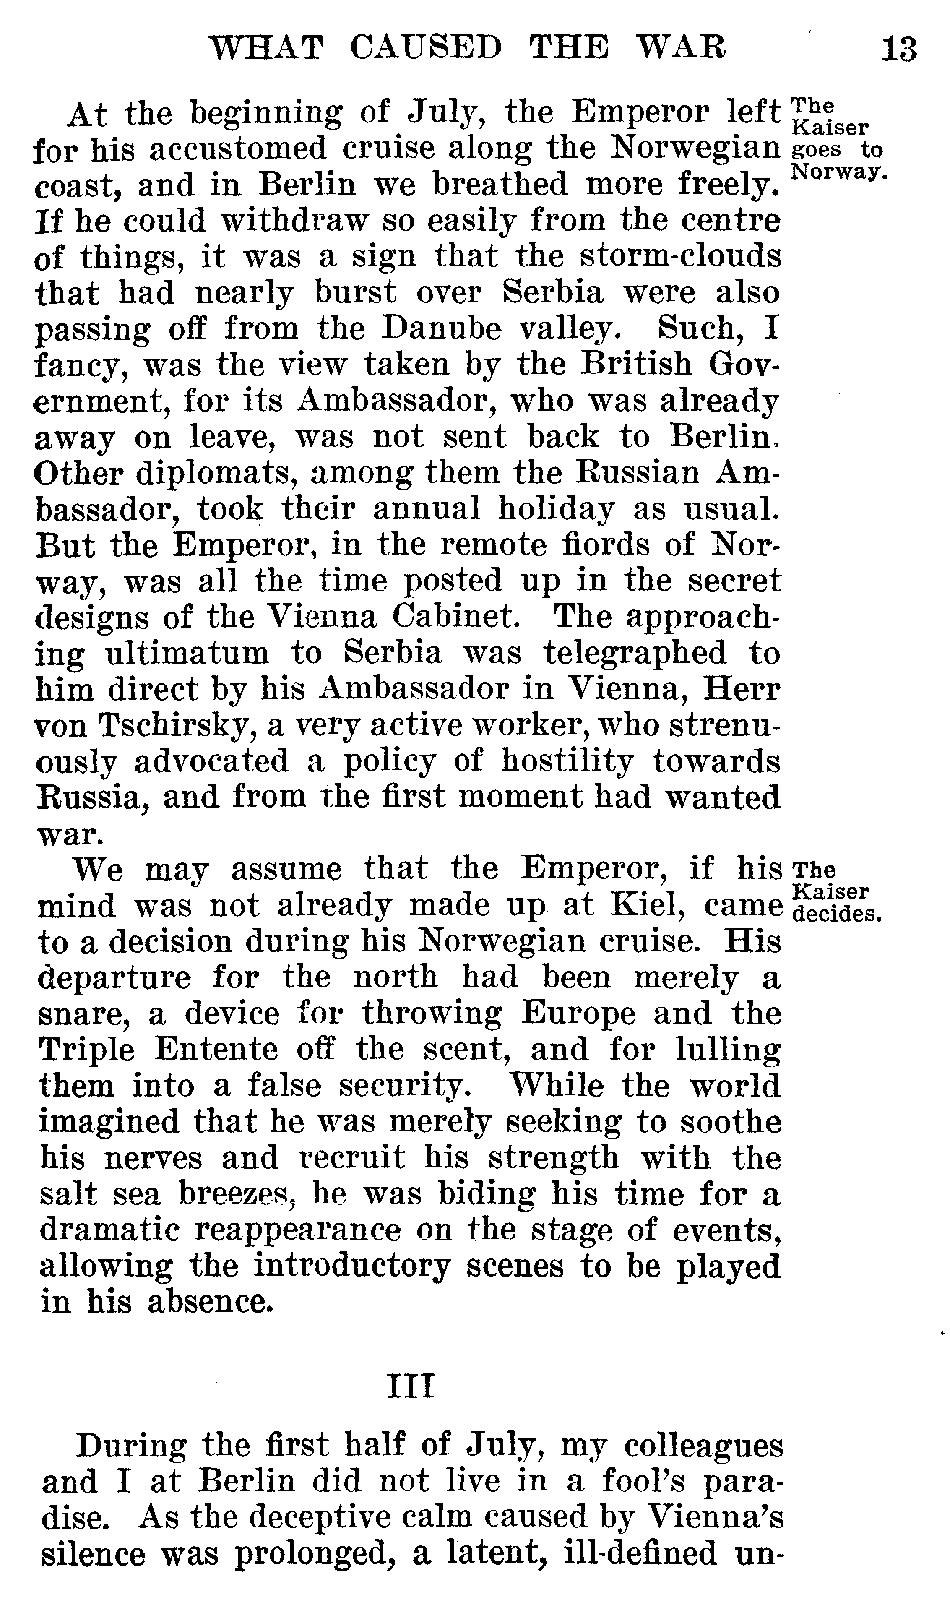 WHAT CAUSED THE WAR 13
At the beginning of July, the Emperor left
The
Kaiser
goes to
Norway.
for his accustomed cruise along the Norwegian
coast, and in Berlin we breathed more freely.
If he could withdraw so easily from the centre
of things, it was a sign that the storm-clouds
that had nearly burst over Serbia were also
passing off from the Danube valley. Such, I
fancy, was the view taken by the British Gov-
ernment, for its Ambassador, who was already
away on leave, was not sent back to Berlin.
Other diplomats, among them the Russian Am-
bassador, took their annual holiday as usual.
But the Emperor, in the remote fiords of Nor-
way, was all the time posted up in the secret
designs of the Vienna Cabinet. The approach-
ing ultimatum to Serbia was telegraphed to
him direct by his Ambassador in Vienna, Herr
von Tschirsky, a very active worker, who strenu-
ously advocated a policy of hostility towards
Russia, and from the first moment had wanted
war.
We may assume that the Emperor, if his
The
Kaiser
decides.
mind was not already made up at Kiel, came
to a decision during his Norwegian cruise. His
departure for the north had been merely a
snare, a device for throwing Europe and the
Triple Entente off the scent, and for lulling
them into a false security. While the world
imagined that he was merely seeking to soothe
his nerves and recruit his strength with the
salt sea breezes, he was biding his time for a
dramatic reappearance on the stage of events,
allowing the introductory scenes to be played
in his absence.
III
During the first half of July, my colleagues
and I at Berlin did not live in a fool's para-
dise. As the deceptive calm caused by Vienna's
silence was prolonged, a latent, ill-defined un-